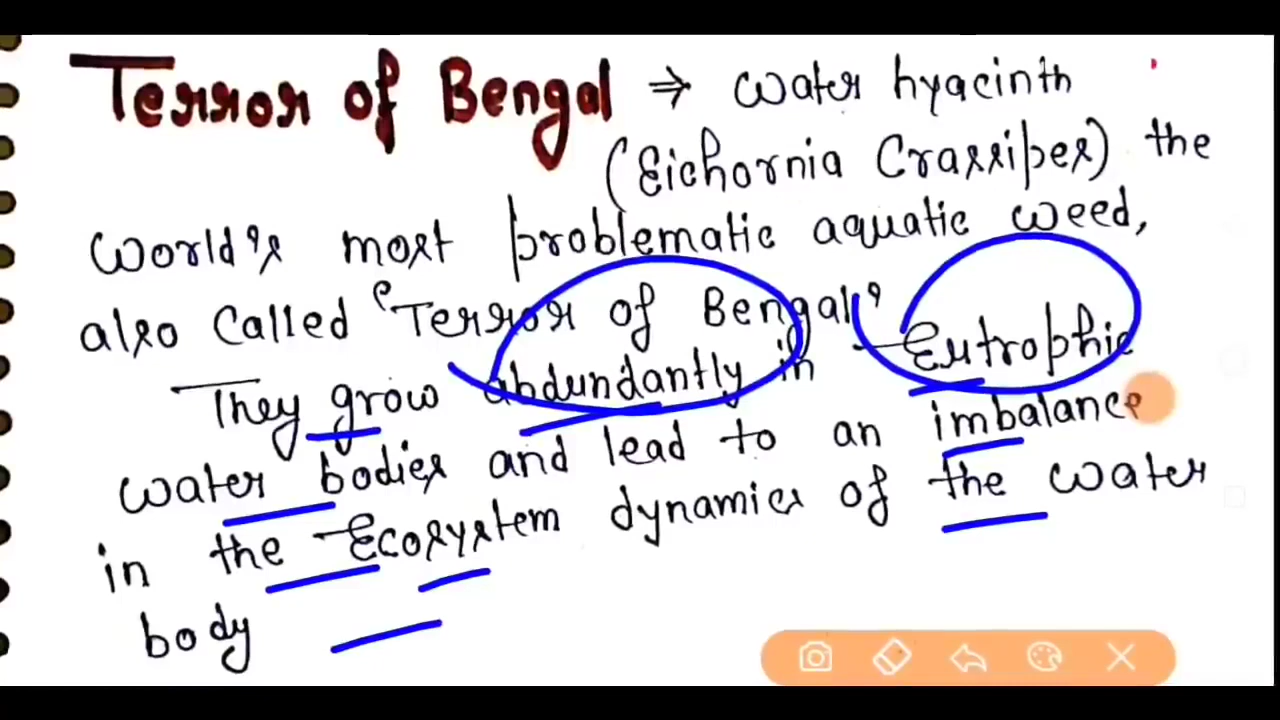 Terror of Bengal ⇒ water hyacinth
(Eichornia Crassipes) the
world's most problematic aquatic weed,
also called 'Terror of Bengal'
They grow abdundantly in Eutrophic
water bodies and lead to an imbalance
in the Ecosystem dynamics of the water
body